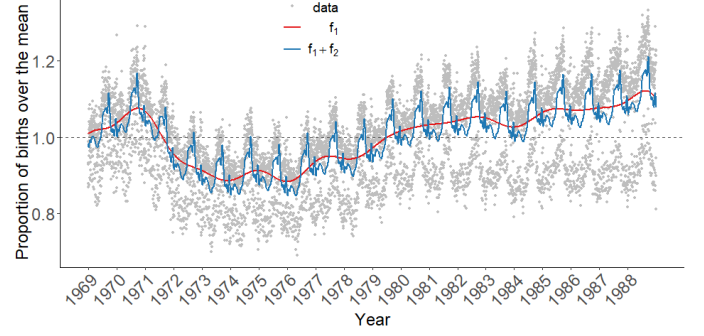 Proportion of births over the mean
data
f1
f1+f2
1.2
1.0
0.8
1969 1970 1971 1972 1973 1974 1975 1976 1977 1978 1979 1980 1981 1982 1983 1984 1985 1986 1987 1988
Year